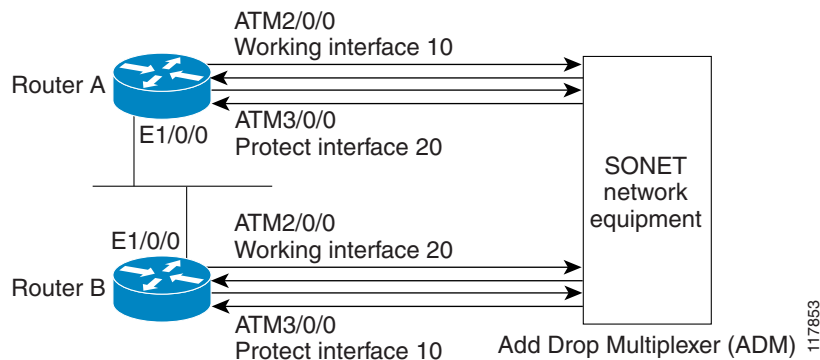 ATM2/0/0
Working interface 10
Router A
E1/0/0
ATM3/0/0
Protect interface 20
SONET
network
equipment
ATM2/0/0
Working interface 20
E1/0/0
Router B
ATM3/0/0
Protect interface 10
Add Drop Multiplexer (ADM)
117853